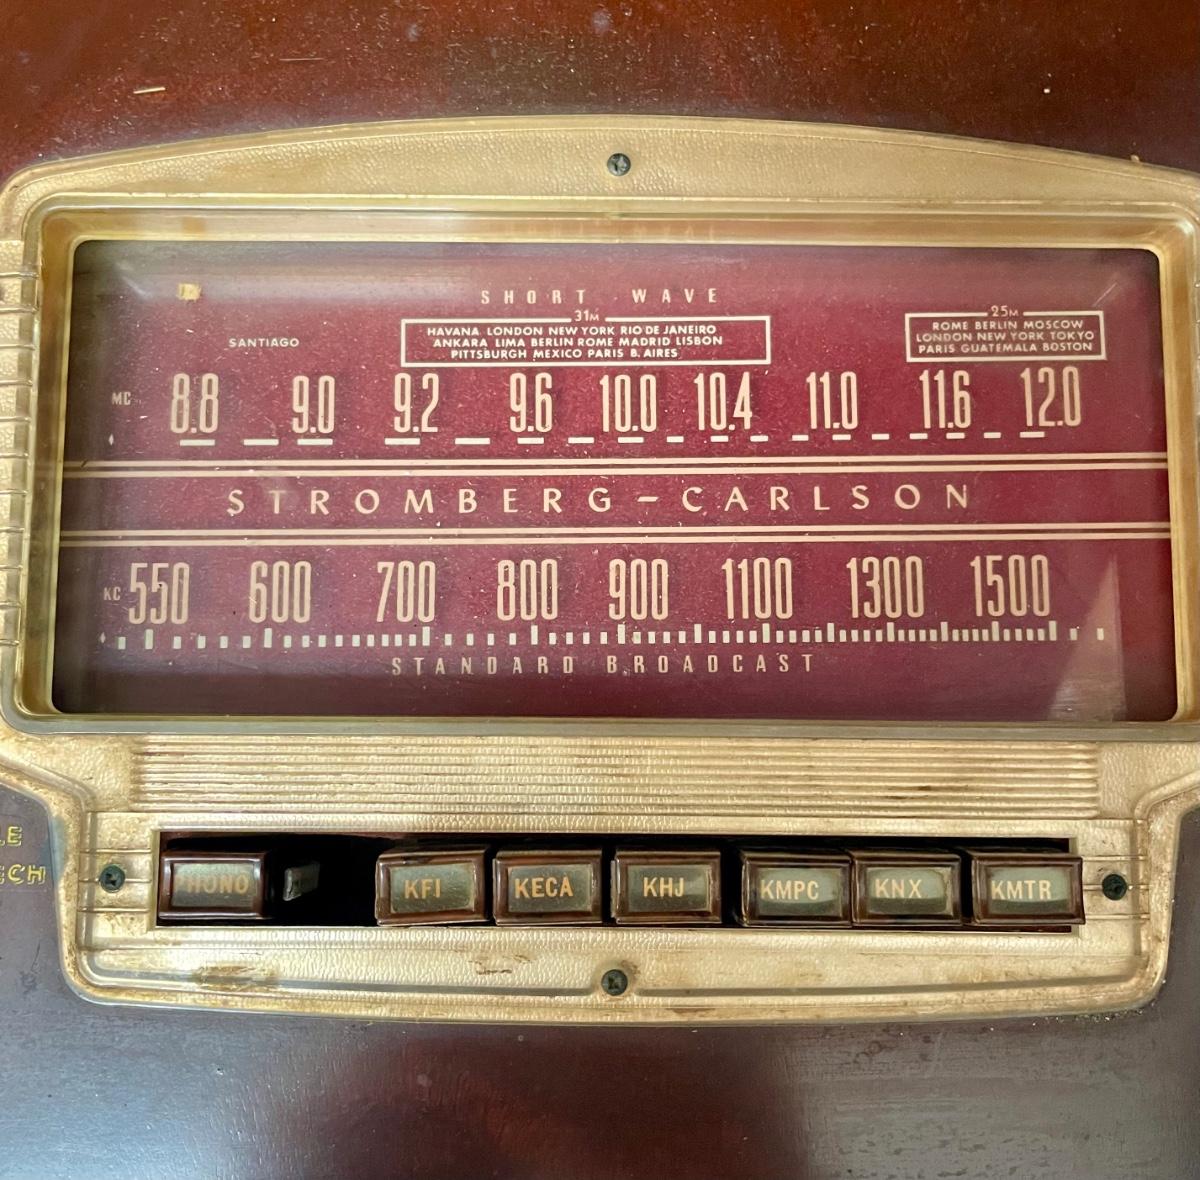 SHORT WAVE
31M
25M
HAVANA LONDON NEW YORK RIO DE JANEIRO
ANKARA LIMA BERLIN ROME MADRID LISBON
PITTSBURGH MEXICO PARIS B. AIRES
ROME BERLIN MOSCOW
LONDON NEW YORK TOKYO
PARIS GUATEMALA BOSTON
SANTIAGO
MC 8.8 9.0 9.2 9.6 10.0 10.4 11.0 11.6 12.0
STROMBERG-CARLSON
KC 550 600 700 800 900 1100 1300 1500
STANDARD BROADCAST
LE
ECH
PHONO KFI KECA KHJ KMPC KNX KMTR